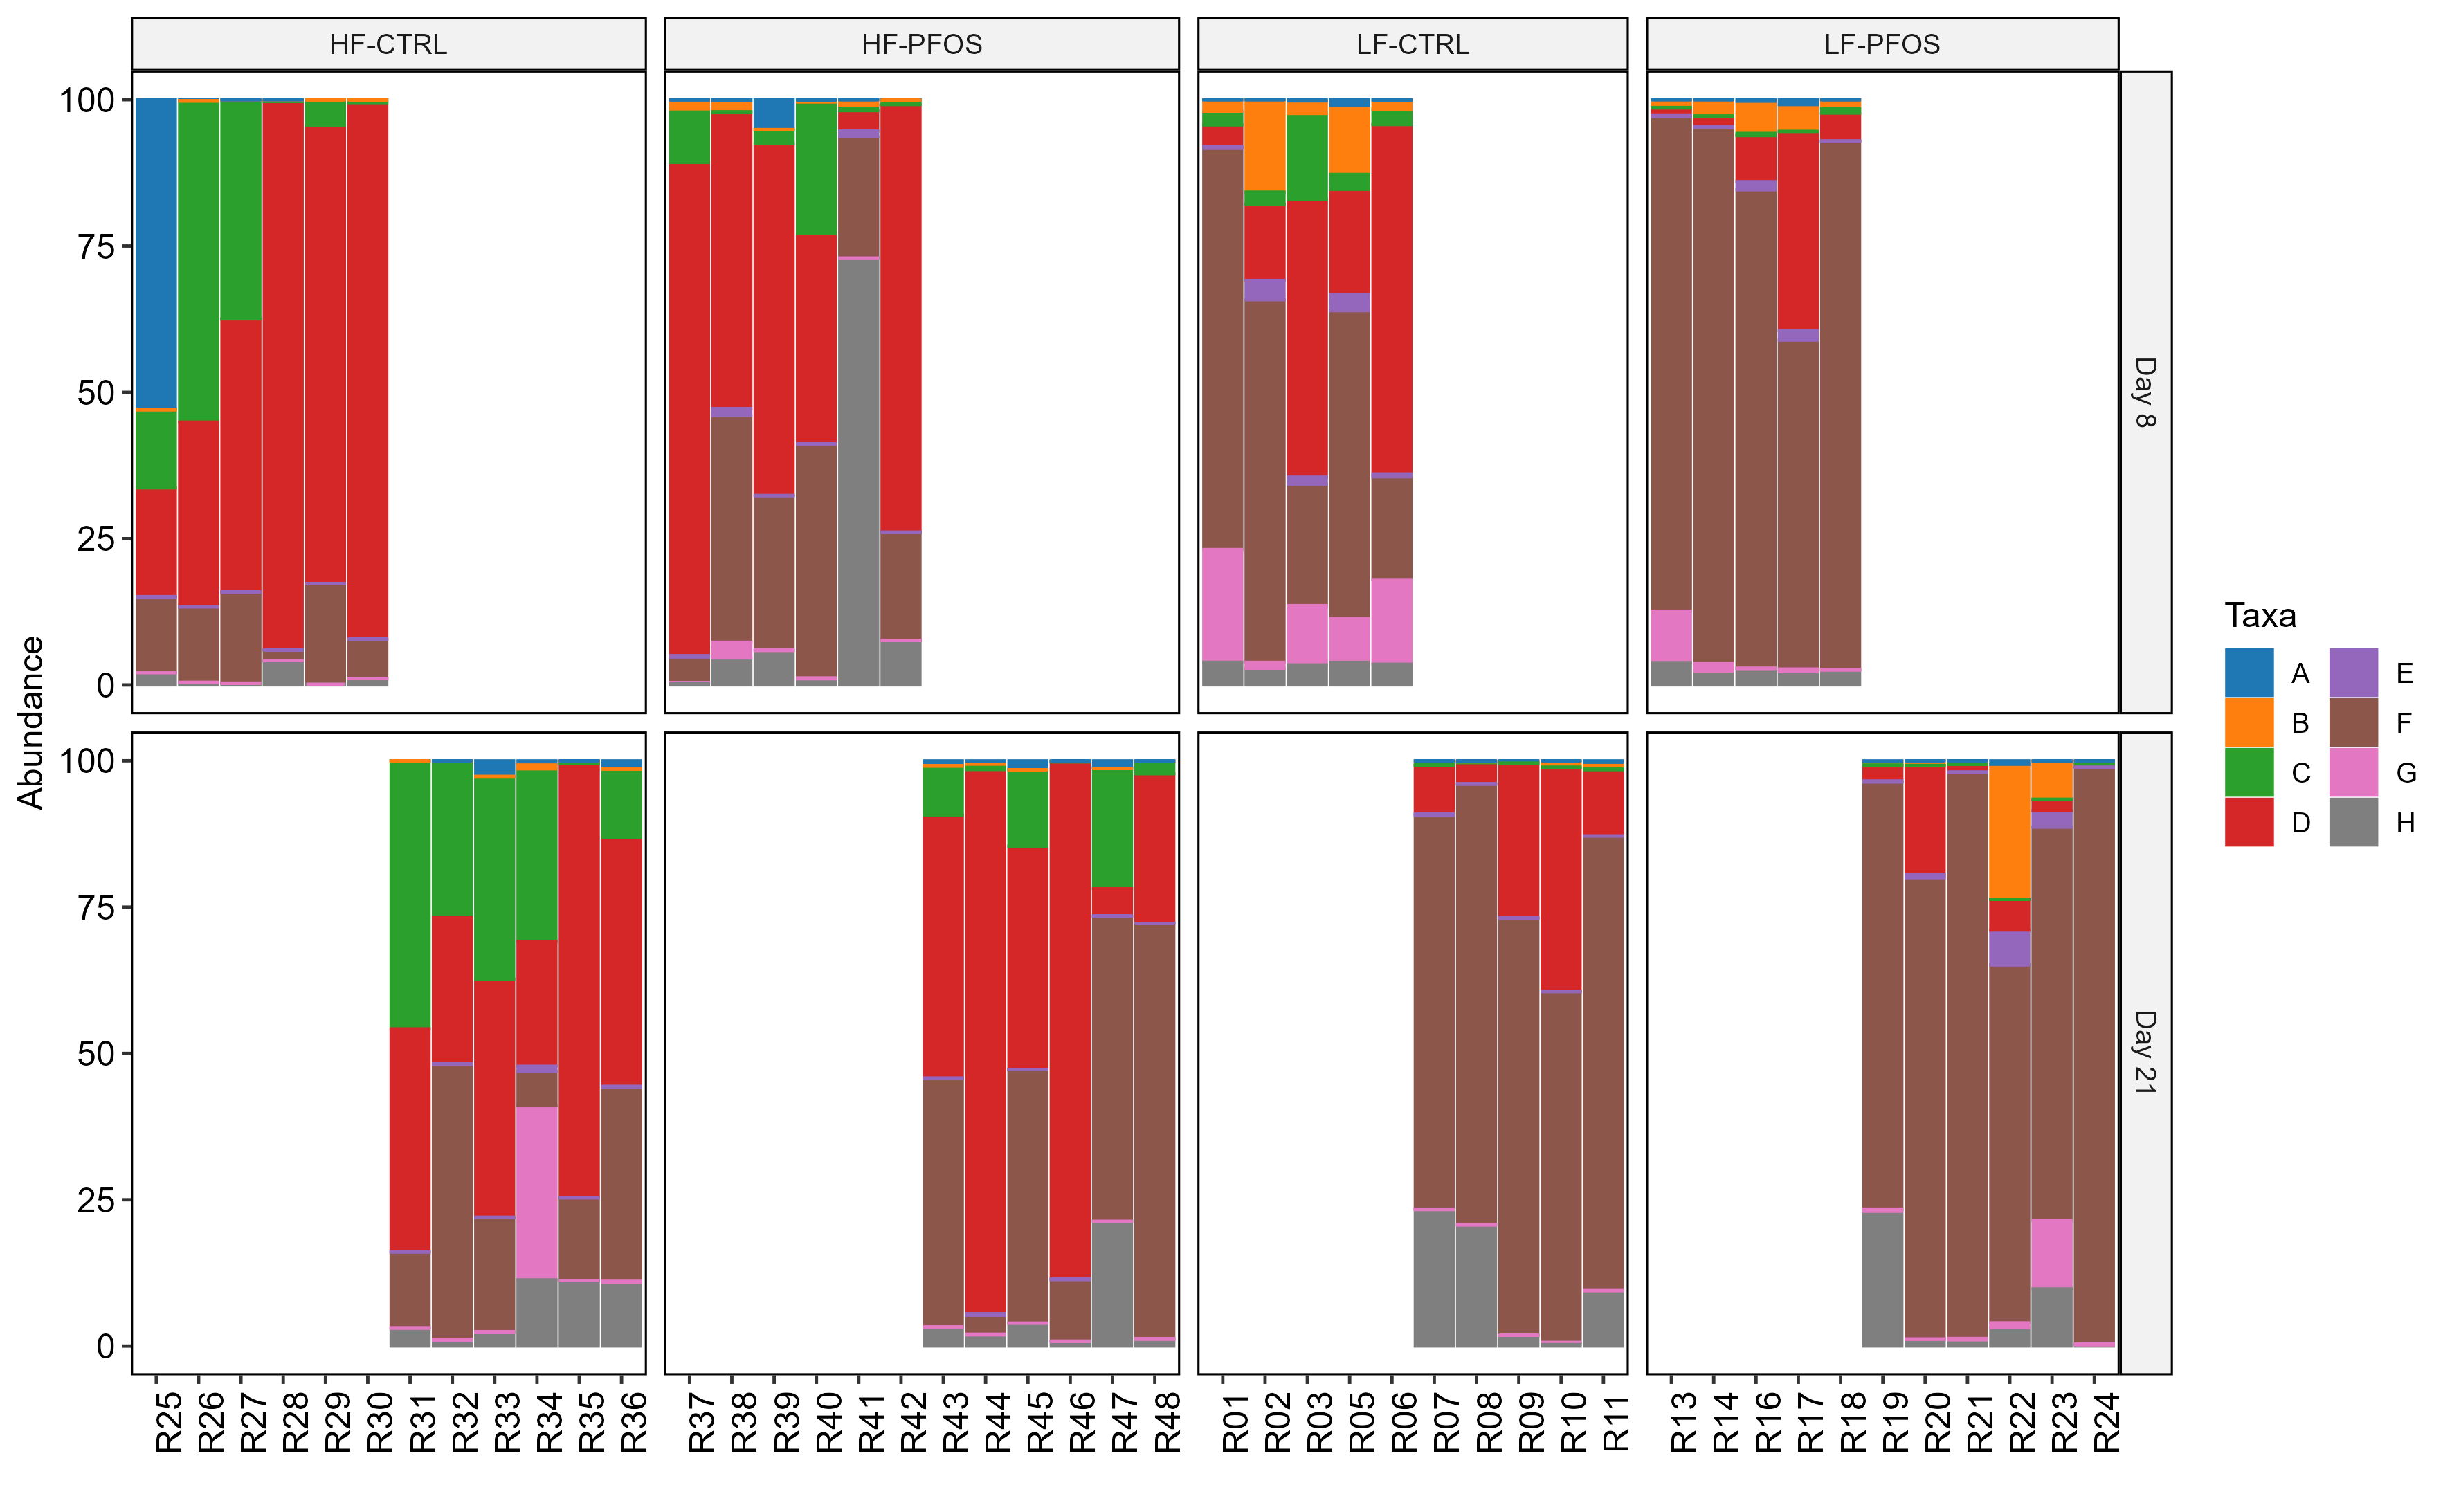 HF-CTRL HF-PFOS LF-CTRL LF-PFOS
100
75
50
25
0
Day 8
Abundance
100
75
50
25
0
Day 21
R25 R26 R27 R28 R29 R30 R31 R32 R33 R34 R35 R36 R37 R38 R39 R40 R41 R42 R43 R44 R45 R46 R47 R48 R01 R02 R03 R05 R06 R07 R08 R09 R10 R11 R13 R14 R16 R17 R18 R19 R20 R21 R22 R23 R24
Taxa
A E
B F
C G
D H